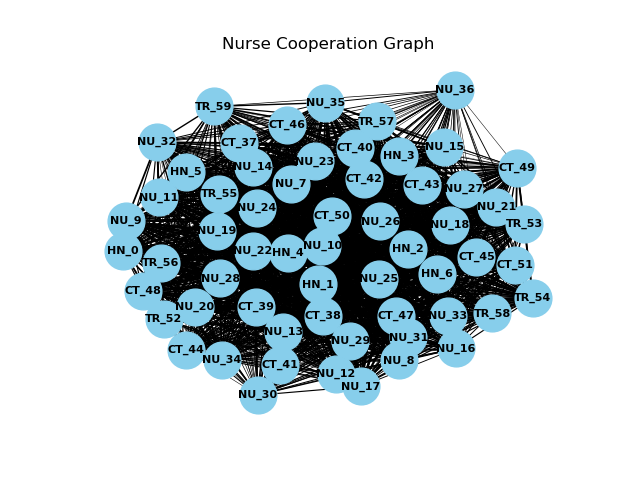 Nurse Cooperation Graph
NU_36
TR_59
NU_35
TR_57
CT_46
NU_32
CT_37
CT_40
NU_15
HN_3
NU_23
NU_14
CT_49
HN_5
CT_42
NU_7
CT_43
NU_27
TR_55
NU_11
NU_24
NU_21
CT_50
NU_9
NU_26
NU_18
TR_53
NU_19
NU_10
HN_0
NU_22
HN_4
HN_2
CT_45
TR_56
CT_51
HN_6
NU_28
NU_25
HN_1
CT_48
TR_54
NU_20
CT_39
TR_58
TR_52
CT_38
CT_47
NU_33
NU_13
NU_31
NU_29
NU_16
CT_44
NU_34
NU_8
CT_41
NU_12
NU_17
NU_30